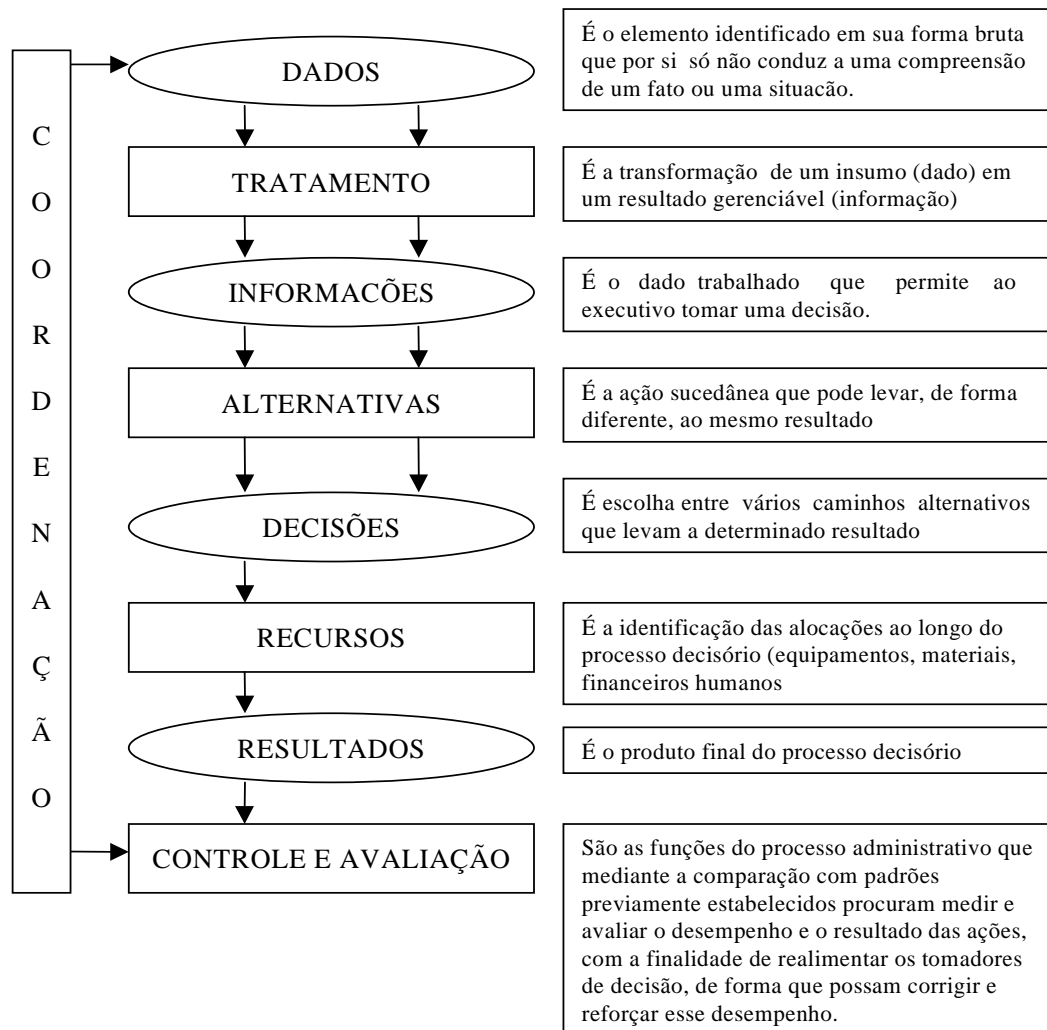 COORDENAÇÃO
DADOS
É o elemento identificado em sua forma bruta
que por si só não conduz a uma compreensão
de um fato ou uma situacão.
TRATAMENTO
É a transformação de um insumo (dado) em
um resultado gerenciável (informação)
INFORMACÕES
É o dado trabalhado que permite ao
executivo tomar uma decisão.
ALTERNATIVAS
É a ação sucedânea que pode levar, de forma
diferente, ao mesmo resultado
DECISÕES
É escolha entre vários caminhos alternativos
que levam a determinado resultado
RECURSOS
É a identificação das alocações ao longo do
processo decisório (equipamentos, materiais,
financeiros humanos
RESULTADOS
É o produto final do processo decisório
CONTROLE E AVALIAÇÃO
São as funções do processo administrativo que
mediante a comparação com padrões
previamente estabelecidos procuram medir e
avaliar o desempenho e o resultado das ações,
com a finalidade de realimentar os tomadores
de decisão, de forma que possam corrigir e
reforçar esse desempenho.